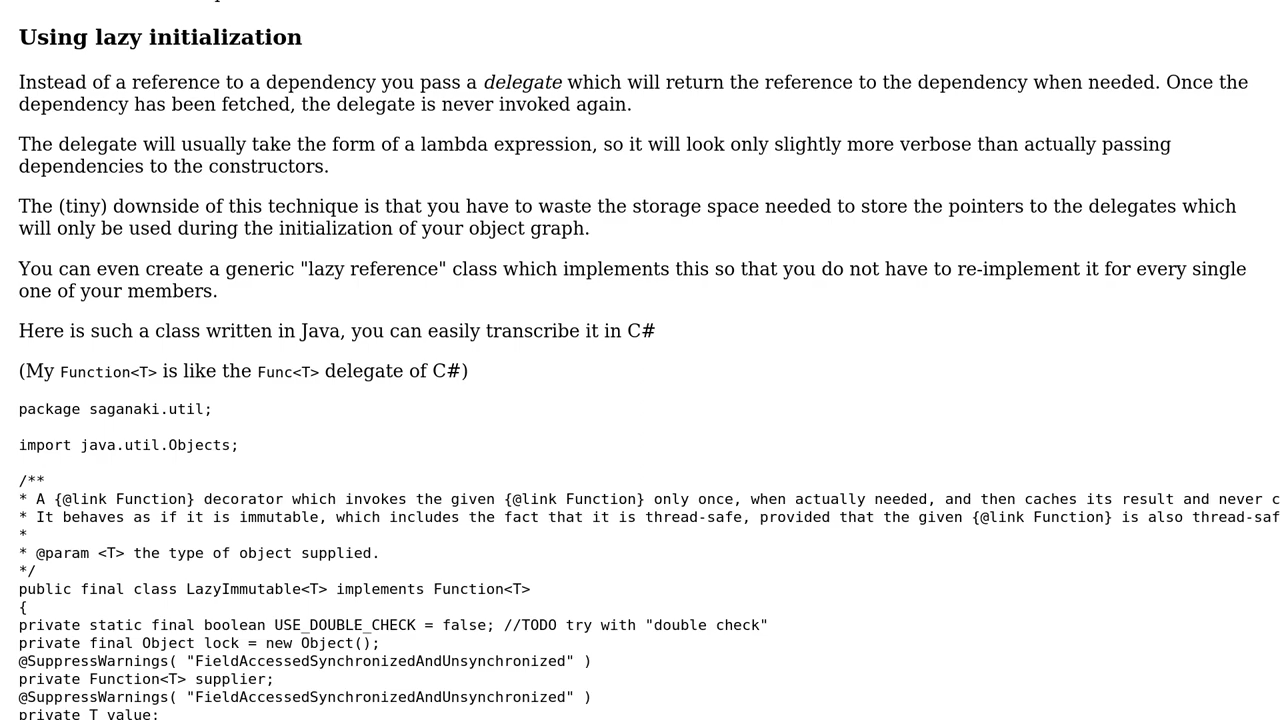 Using lazy initialization
Instead of a reference to a dependency you pass a delegate which will return the reference to the dependency when needed. Once the
dependency has been fetched, the delegate is never invoked again.
The delegate will usually take the form of a lambda expression, so it will look only slightly more verbose than actually passing
dependencies to the constructors.
The (tiny) downside of this technique is that you have to waste the storage space needed to store the pointers to the delegates which
will only be used during the initialization of your object graph.
You can even create a generic "lazy reference" class which implements this so that you do not have to re-implement it for every single
one of your members.
Here is such a class written in Java, you can easily transcribe it in C#
(My Function<T> is like the Func<T> delegate of C#)
package saganaki.util;
import java.util.Objects;
/**
* A {@link Function} decorator which invokes the given {@link Function} only once, when actually needed, and then caches its result and never c
* It behaves as if it is immutable, which includes the fact that it is thread-safe, provided that the given {@link Function} is also thread-saf
*
* @param <T> the type of object supplied.
*/
public final class LazyImmutable<T> implements Function<T>
{
private static final boolean USE_DOUBLE_CHECK = false; //TODO try with "double check"
private final Object lock = new Object();
@SuppressWarnings( "FieldAccessedSynchronizedAndUnsynchronized" )
private Function<T> supplier;
@SuppressWarnings( "FieldAccessedSynchronizedAndUnsynchronized" )
private T value;